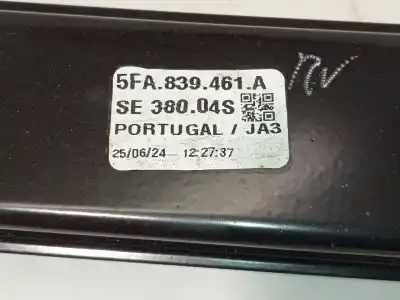 5FA.839.461.A
SE 380.04S
PORTUGAL / JA3
25/06/24 12:27:37